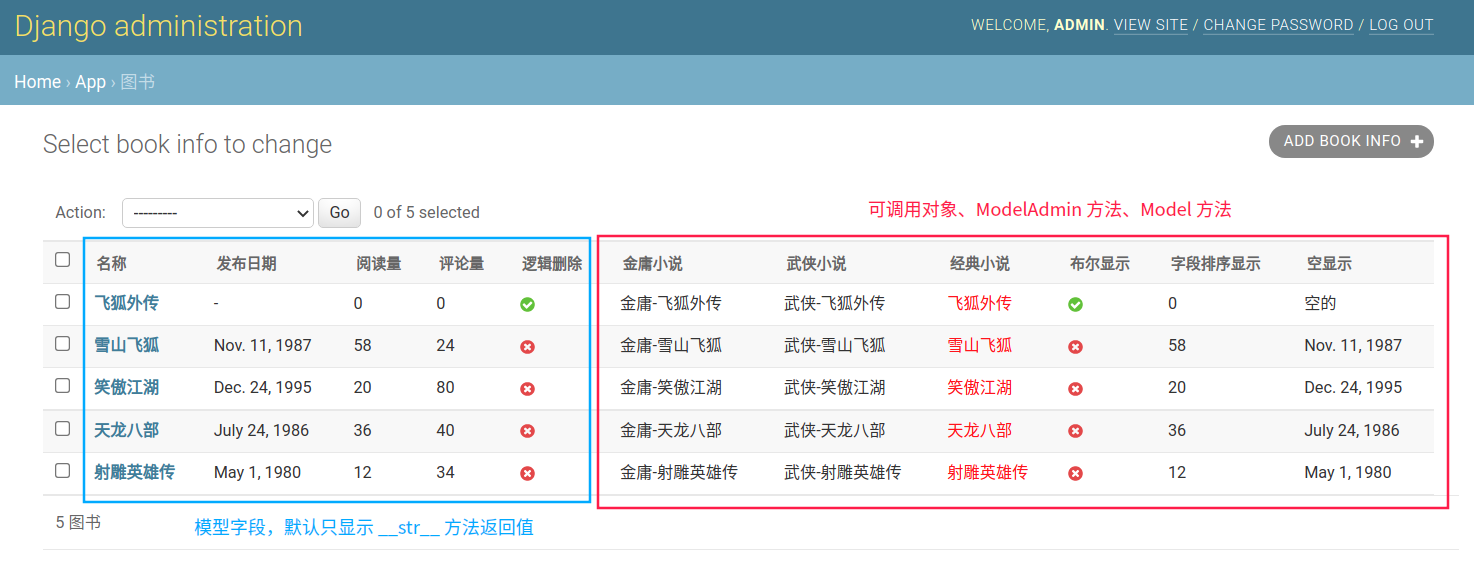 Django administration
WELCOME, ADMIN. VIEW SITE / CHANGE PASSWORD / LOG OUT
Home › App › 图书
Select book info to change
ADD BOOK INFO +
Action: --------- Go 0 of 5 selected
可调用对象、ModelAdmin 方法、Model 方法
名称 发布日期 阅读量 评论量 逻辑删除 金庸小说 武侠小说 经典小说 布尔显示 字段排序显示 空显示
飞狐外传 - 0 0 金庸-飞狐外传 武侠-飞狐外传 飞狐外传 0 空的
雪山飞狐 Nov. 11, 1987 58 24 金庸-雪山飞狐 武侠-雪山飞狐 雪山飞狐 58 Nov. 11, 1987
笑傲江湖 Dec. 24, 1995 20 80 金庸-笑傲江湖 武侠-笑傲江湖 笑傲江湖 20 Dec. 24, 1995
天龙八部 July 24, 1986 36 40 金庸-天龙八部 武侠-天龙八部 天龙八部 36 July 24, 1986
射雕英雄传 May 1, 1980 12 34 金庸-射雕英雄传 武侠-射雕英雄传 射雕英雄传 12 May 1, 1980
5 图书
模型字段，默认只显示 __str__ 方法返回值